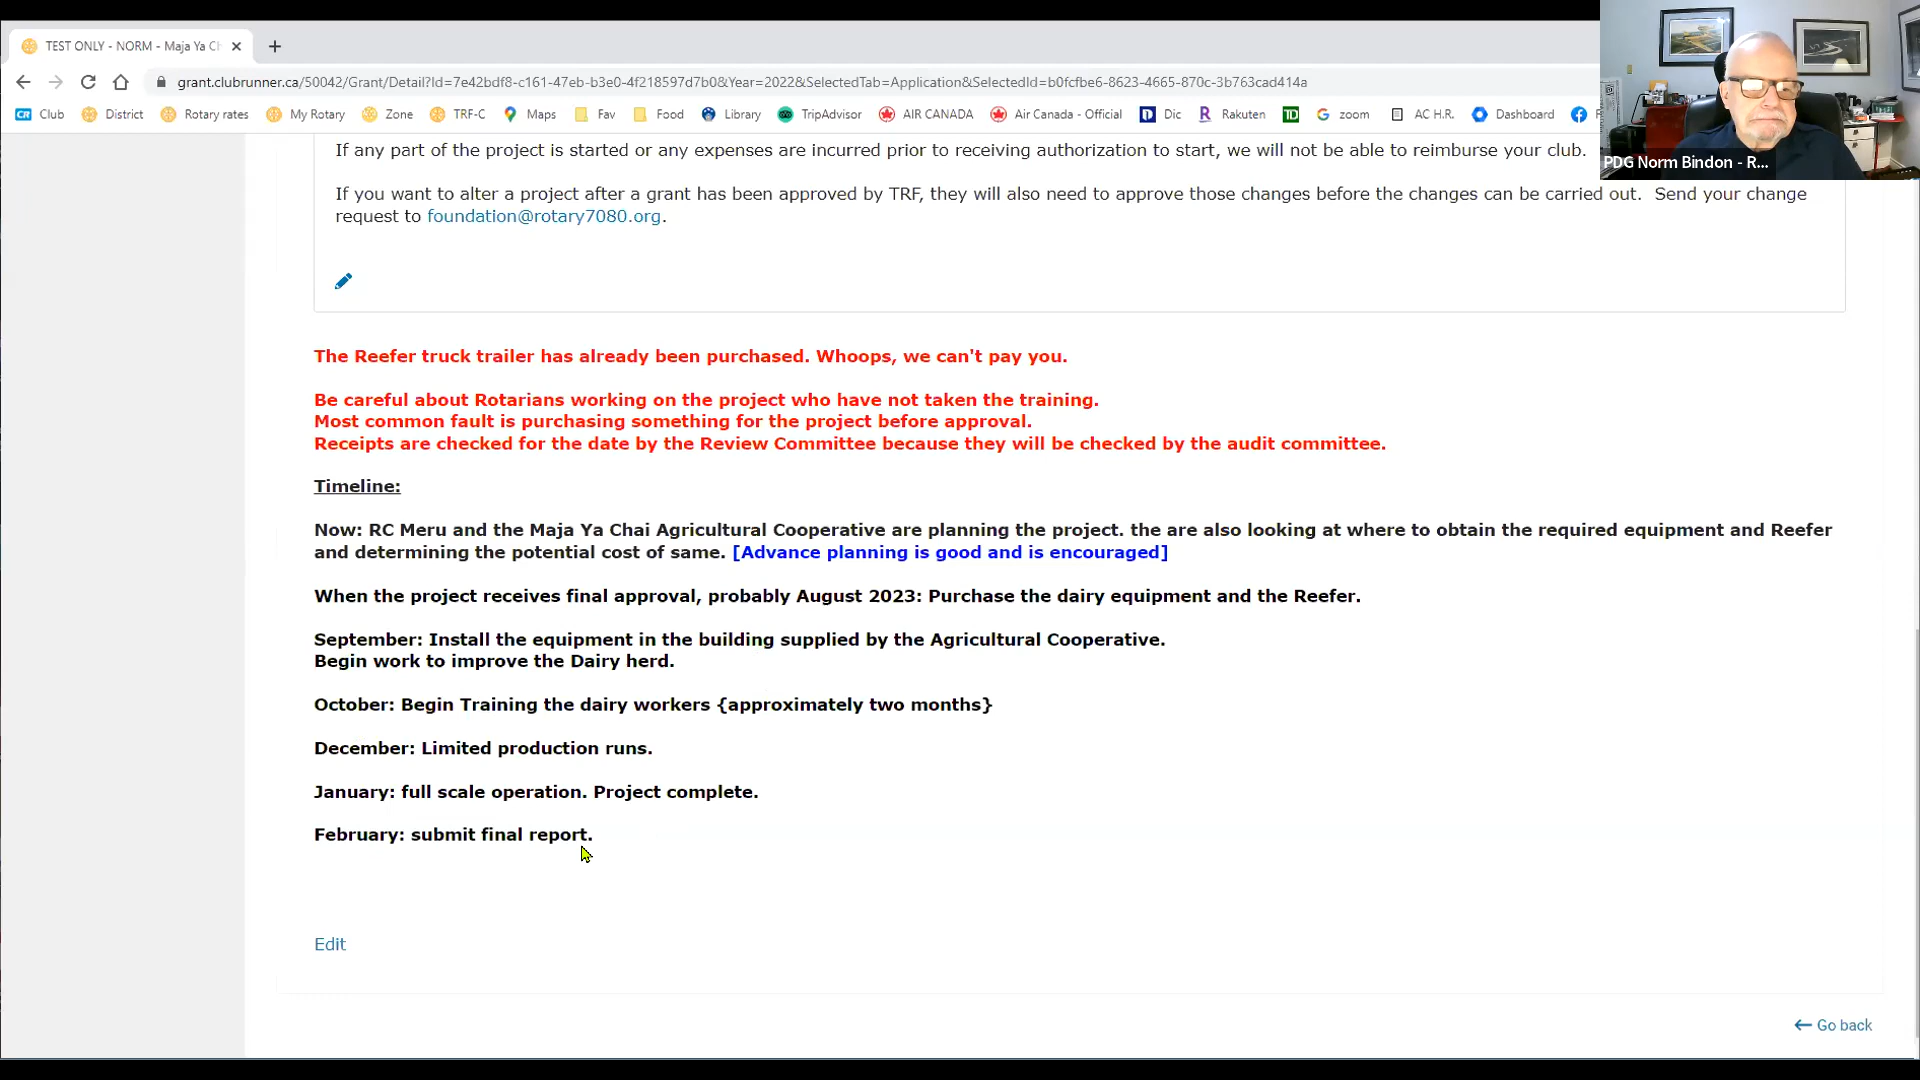 TEST ONLY - NORM - Maja Ya Ch
grant.clubrunner.ca/50042/Grant/Detail?Id=7e42bdf8-c161-47eb-b3e0-4f218597d7b0&Year=2022&SelectedTab=Application&SelectedId=b0fcfbe6-8623-4665-870c-3b763cad414a
CR Club District Rotary rates My Rotary Zone TRF-C Maps Fav Food Library TripAdvisor AIR CANADA Air Canada - Official Dic R Rakuten TD zoom AC H.R. Dashboard
PDG Norm Bindon - R...
If any part of the project is started or any expenses are incurred prior to receiving authorization to start, we will not be able to reimburse your club.
If you want to alter a project after a grant has been approved by TRF, they will also need to approve those changes before the changes can be carried out. Send your change
request to foundation@rotary7080.org.
The Reefer truck trailer has already been purchased. Whoops, we can't pay you.
Be careful about Rotarians working on the project who have not taken the training.
Most common fault is purchasing something for the project before approval.
Receipts are checked for the date by the Review Committee because they will be checked by the audit committee.
Timeline:
Now: RC Meru and the Maja Ya Chai Agricultural Cooperative are planning the project. the are also looking at where to obtain the required equipment and Reefer
and determining the potential cost of same. [Advance planning is good and is encouraged]
When the project receives final approval, probably August 2023: Purchase the dairy equipment and the Reefer.
September: Install the equipment in the building supplied by the Agricultural Cooperative.
Begin work to improve the Dairy herd.
October: Begin Training the dairy workers {approximately two months}
December: Limited production runs.
January: full scale operation. Project complete.
February: submit final report.
Edit
Go back